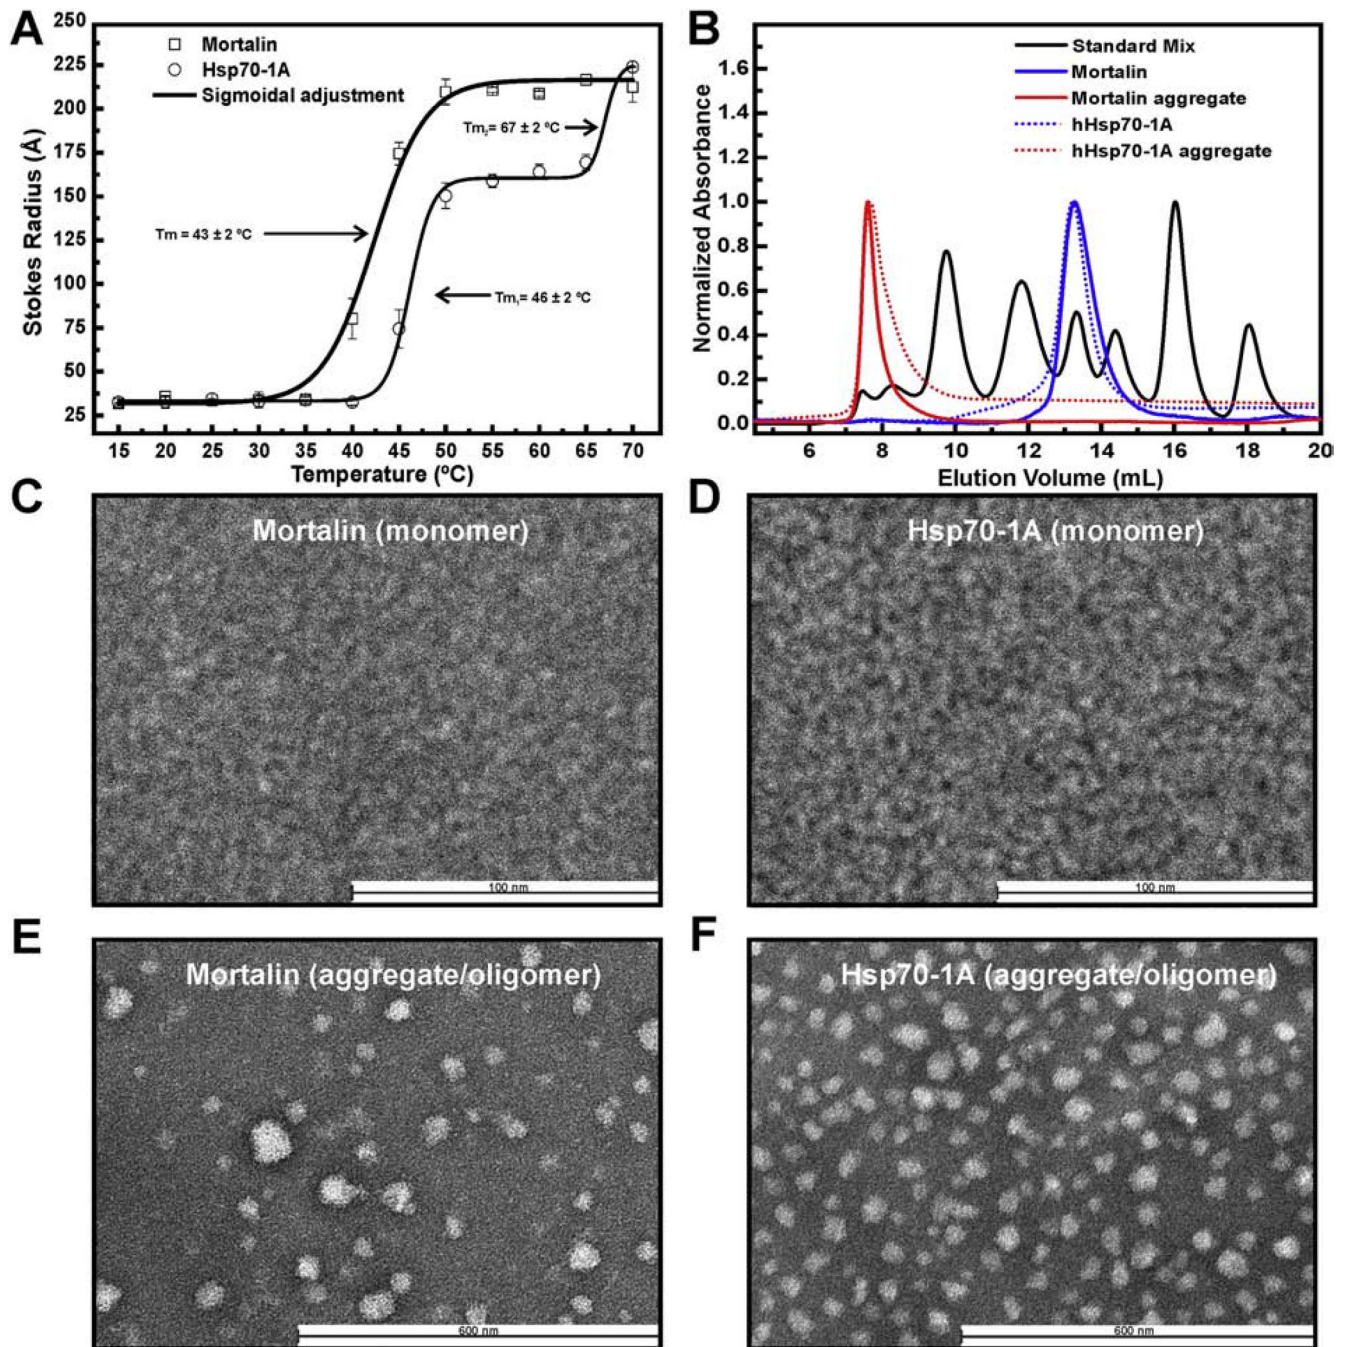 A
250
225
200
175
150
125
100
75
50
25
Stokes Radius (Å)
Mortalin
Hsp70-1A
Sigmoidal adjustment
Tm₂= 67 ± 2 ºC
Tm = 43 ± 2 ºC
Tm₁= 46 ± 2 ºC
15 20 25 30 35 40 45 50 55 60 65 70
Temperature (ºC)
B
1.6
1.4
1.2
1.0
0.8
0.6
0.4
0.2
0.0
Normalized Absorbance
Standard Mix
Mortalin
Mortalin aggregate
hHsp70-1A
hHsp70-1A aggregate
6 8 10 12 14 16 18 20
Elution Volume (mL)
C
Mortalin (monomer)
100 nm
D
Hsp70-1A (monomer)
100 nm
E
Mortalin (aggregate/oligomer)
600 nm
F
Hsp70-1A (aggregate/oligomer)
600 nm